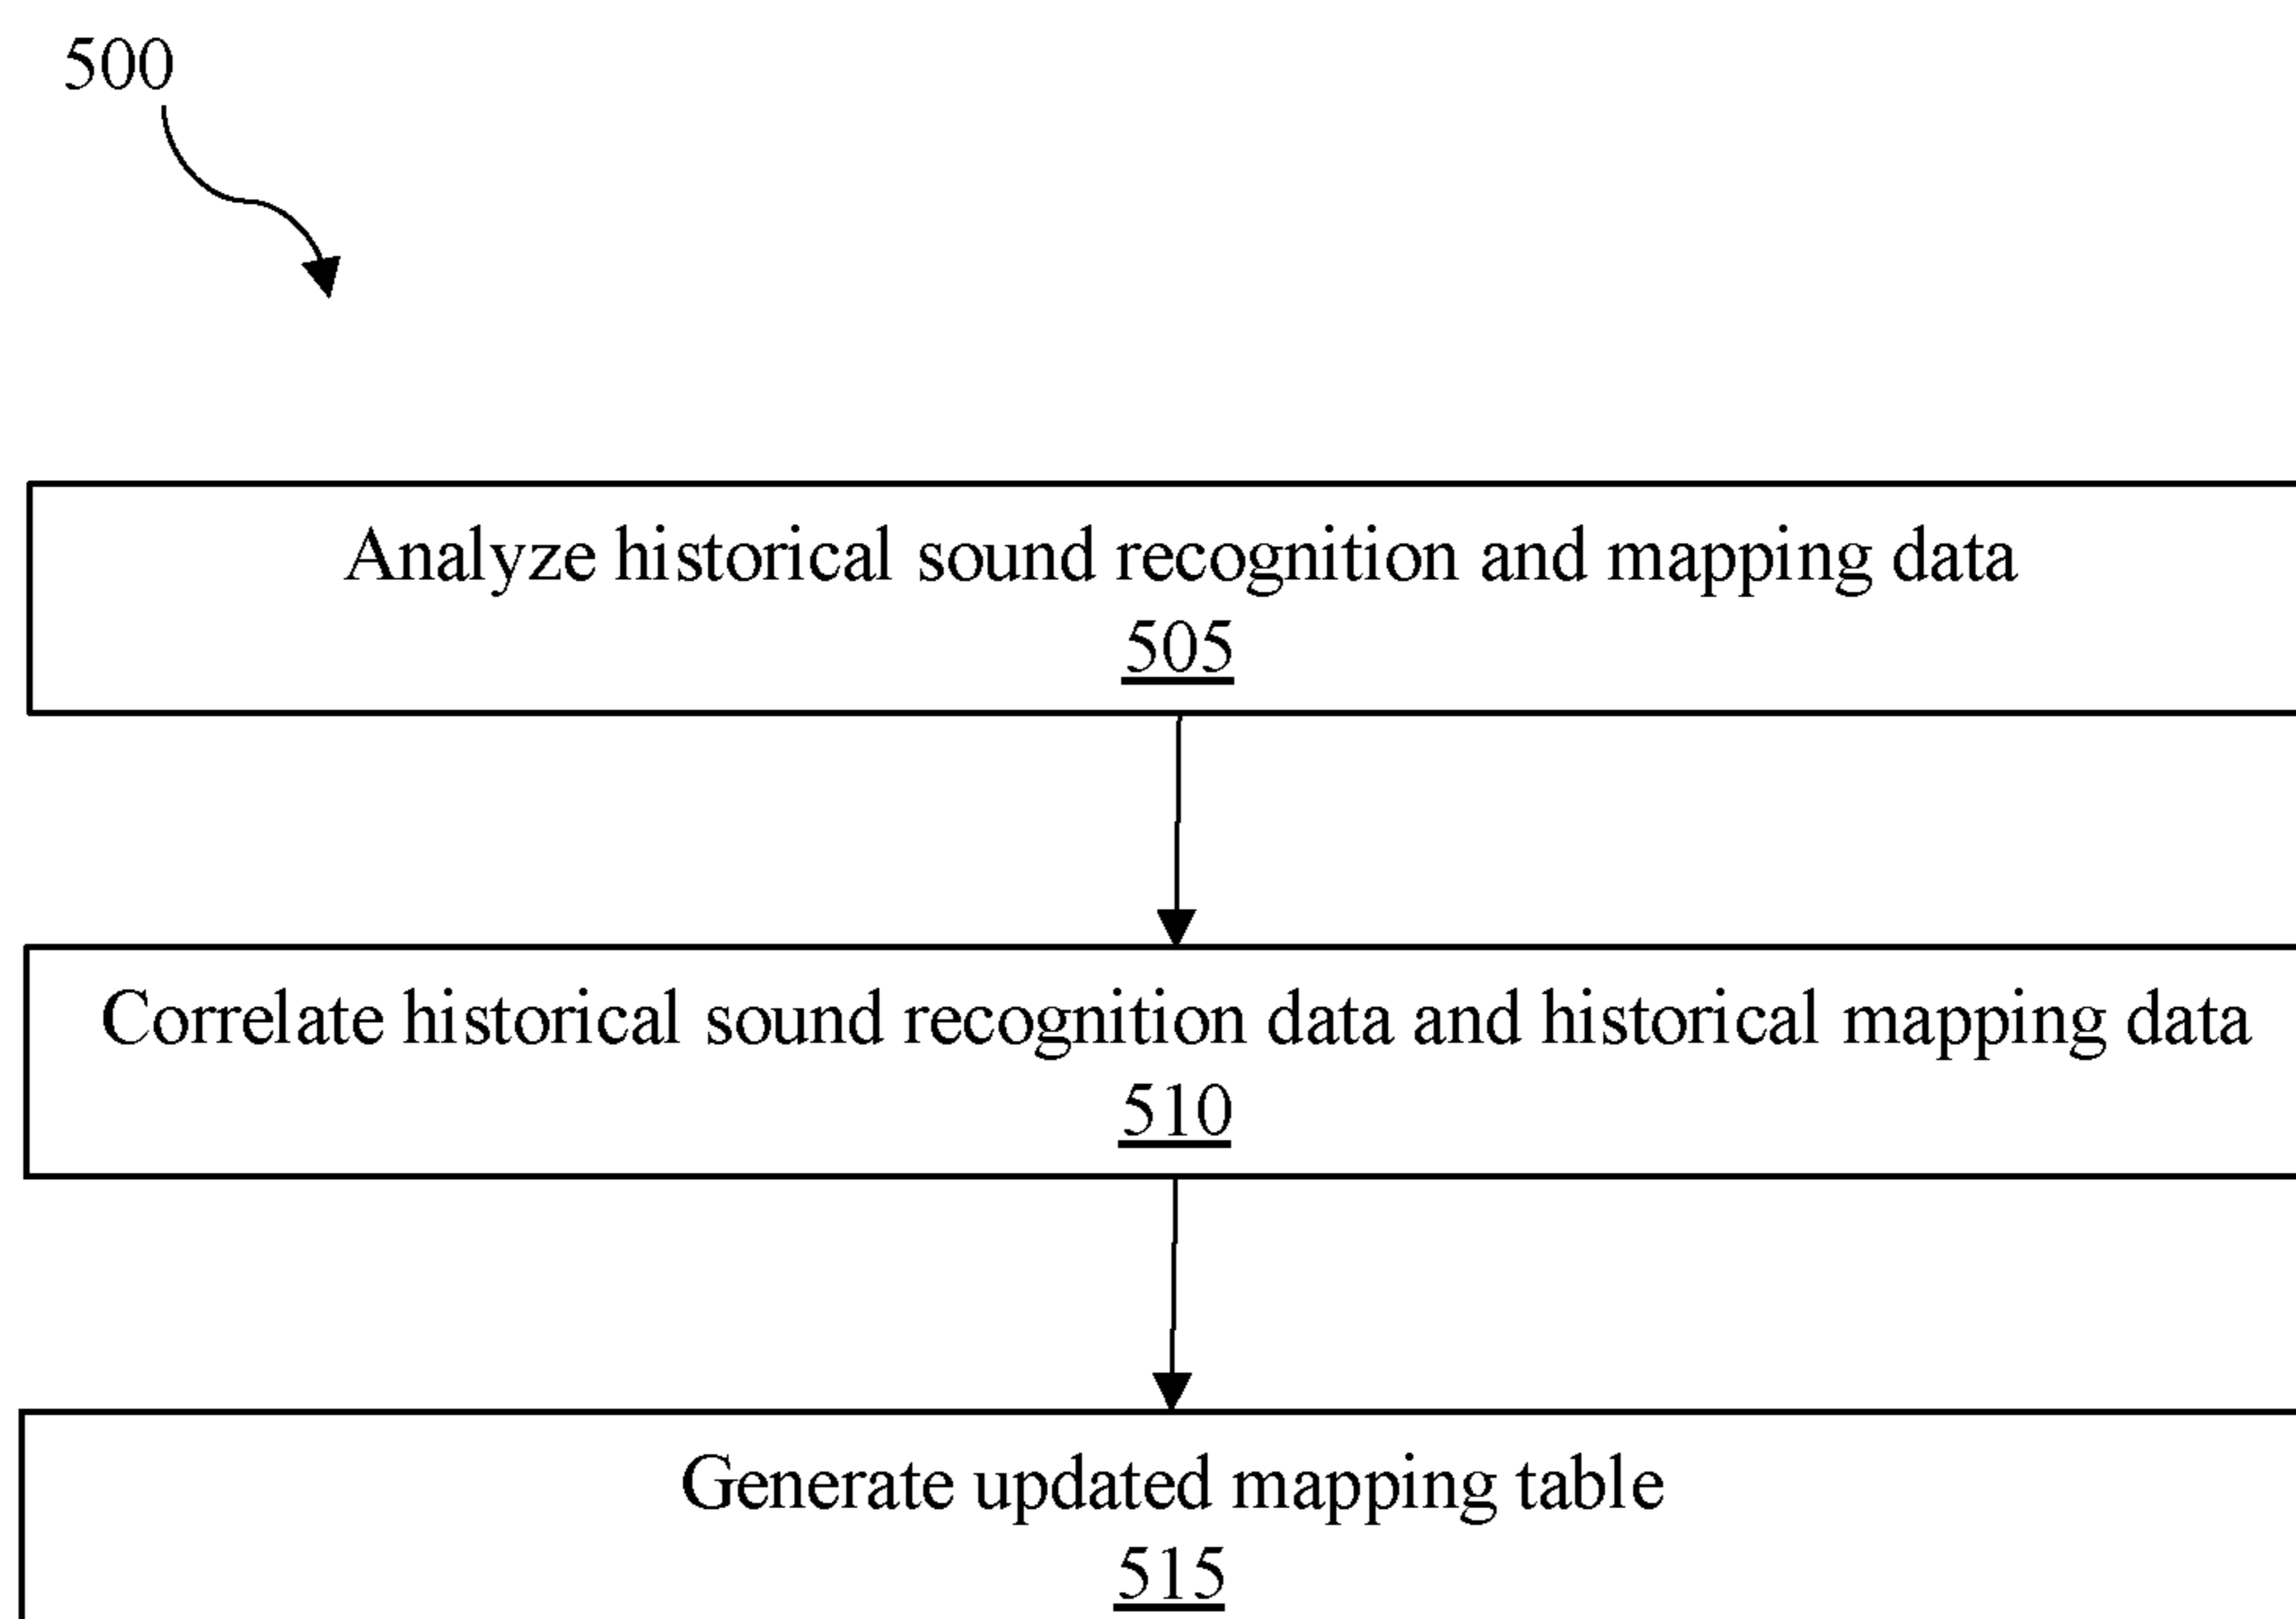 500
Analyze historical sound recognition and mapping data
505
Correlate historical sound recognition data and historical mapping data
510
Generate updated mapping table
515